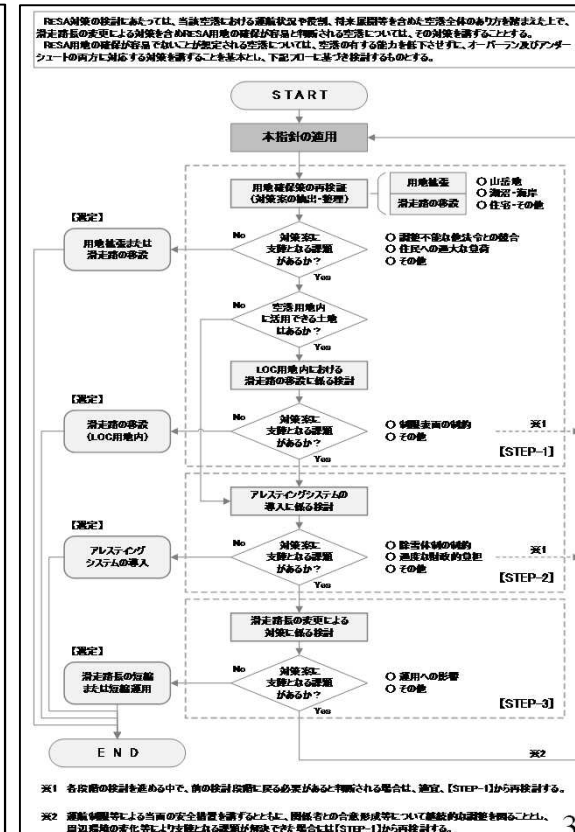 RESA対策の検討にあたっては、当該空港における運航状況や役割、将来展開等を含めた空港全体のあり方を踏まえた上で、
滑走路長の変更による対策を含めRESA用地の確保が容易と判断される空港については、その対策を講ずることとする。
RESA用地の確保が容易でないことが想定される空港については、空港の有する能力を低下させずに、オーバーラン及びアンダー
シュートの両方に対応する対策を講ずることを基本とし、下記フローに基づき検討するものとする。
START
本指針の適用
用地確保策の再検証
(対策案の抽出・整理)
用地拡張
滑走路の移設
○ 山岳地
○ 湖沼・海岸
○ 住宅・その他
【選定】
用地拡張または
滑走路の移設
No
対策案に
支障となる課題
があるか？
○ 調整不能な他法令との競合
○ 住民への過大な負荷
○ その他
Yes
No
空港用地内
に活用できる土地
はあるか？
Yes
LOC用地内における
滑走路の移設に係る検討
【選定】
滑走路の移設
(LOC用地内)
No
対策案に
支障となる課題
があるか？
○ 制限表面の制約
○ その他
※1
【STEP-1】
Yes
アレスティングシステムの
導入に係る検討
【選定】
アレスティング
システムの導入
No
対策案に
支障となる課題
があるか？
○ 除雪体制の制約
○ 過度な財政的負担
○ その他
※1
【STEP-2】
Yes
滑走路長の変更による
対策に係る検討
【選定】
滑走路長の短縮
または短縮運用
No
対策案に
支障となる課題
があるか？
○ 運用への影響
○ その他
【STEP-3】
Yes
END
※2
※1 各段階の検討を進める中で、前の検討段階に戻る必要があると判断される場合は、適宜、【STEP-1】から再検討する。
※2 運航制限等による当面の安全措置を講ずるとともに、関係者との合意形成等について継続的な調整を図ることとし、
周辺環境の変化等により支障となる課題が解決できた場合には【STEP-1】から再検討する。
3